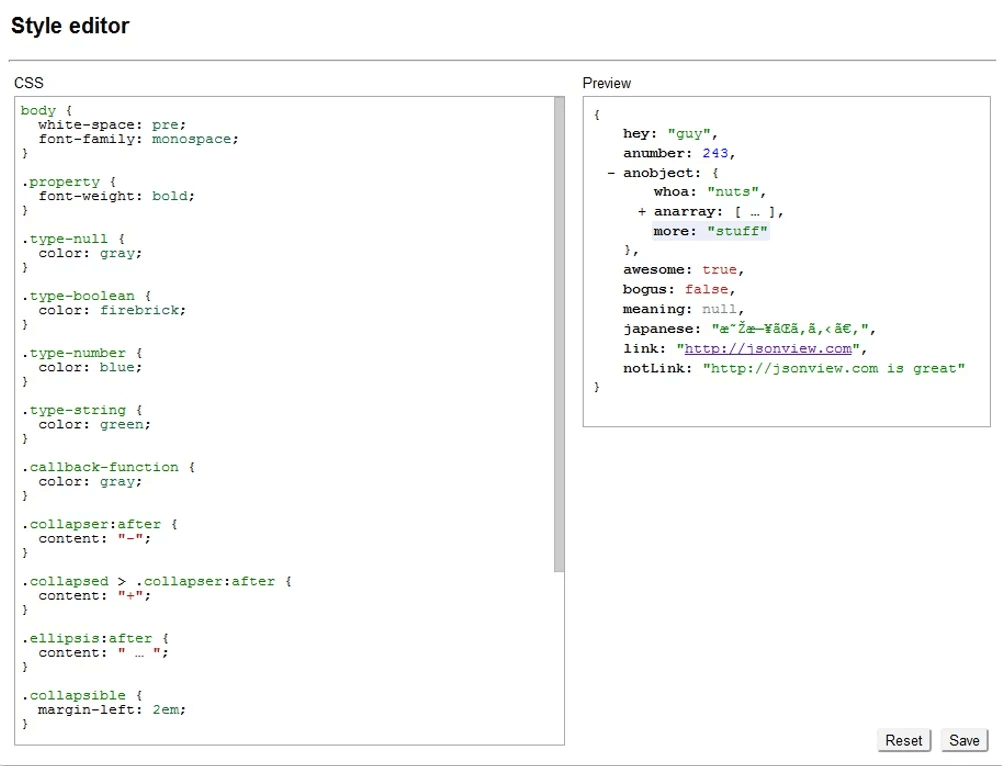 Style editor
CSS
body {
  white-space: pre;
  font-family: monospace;
}

.property {
  font-weight: bold;
}

.type-null {
  color: gray;
}

.type-boolean {
  color: firebrick;
}

.type-number {
  color: blue;
}

.type-string {
  color: green;
}

.callback-function {
  color: gray;
}

.collapser:after {
  content: "-";
}

.collapsed > .collapser:after {
  content: "+";
}

.ellipsis:after {
  content: " … ";
}

.collapsible {
  margin-left: 2em;
}
Preview
{
    hey: "guy",
    anumber: 243,
  - anobject: {
        whoa: "nuts",
      + anarray: [ … ],
        more: "stuff"
    },
    awesome: true,
    bogus: false,
    meaning: null,
    japanese: "æ˜Žæ—¥ãŒã‚ã‚‹ã€‚",
    link: "http://jsonview.com",
    notLink: "http://jsonview.com is great"
}
Reset Save